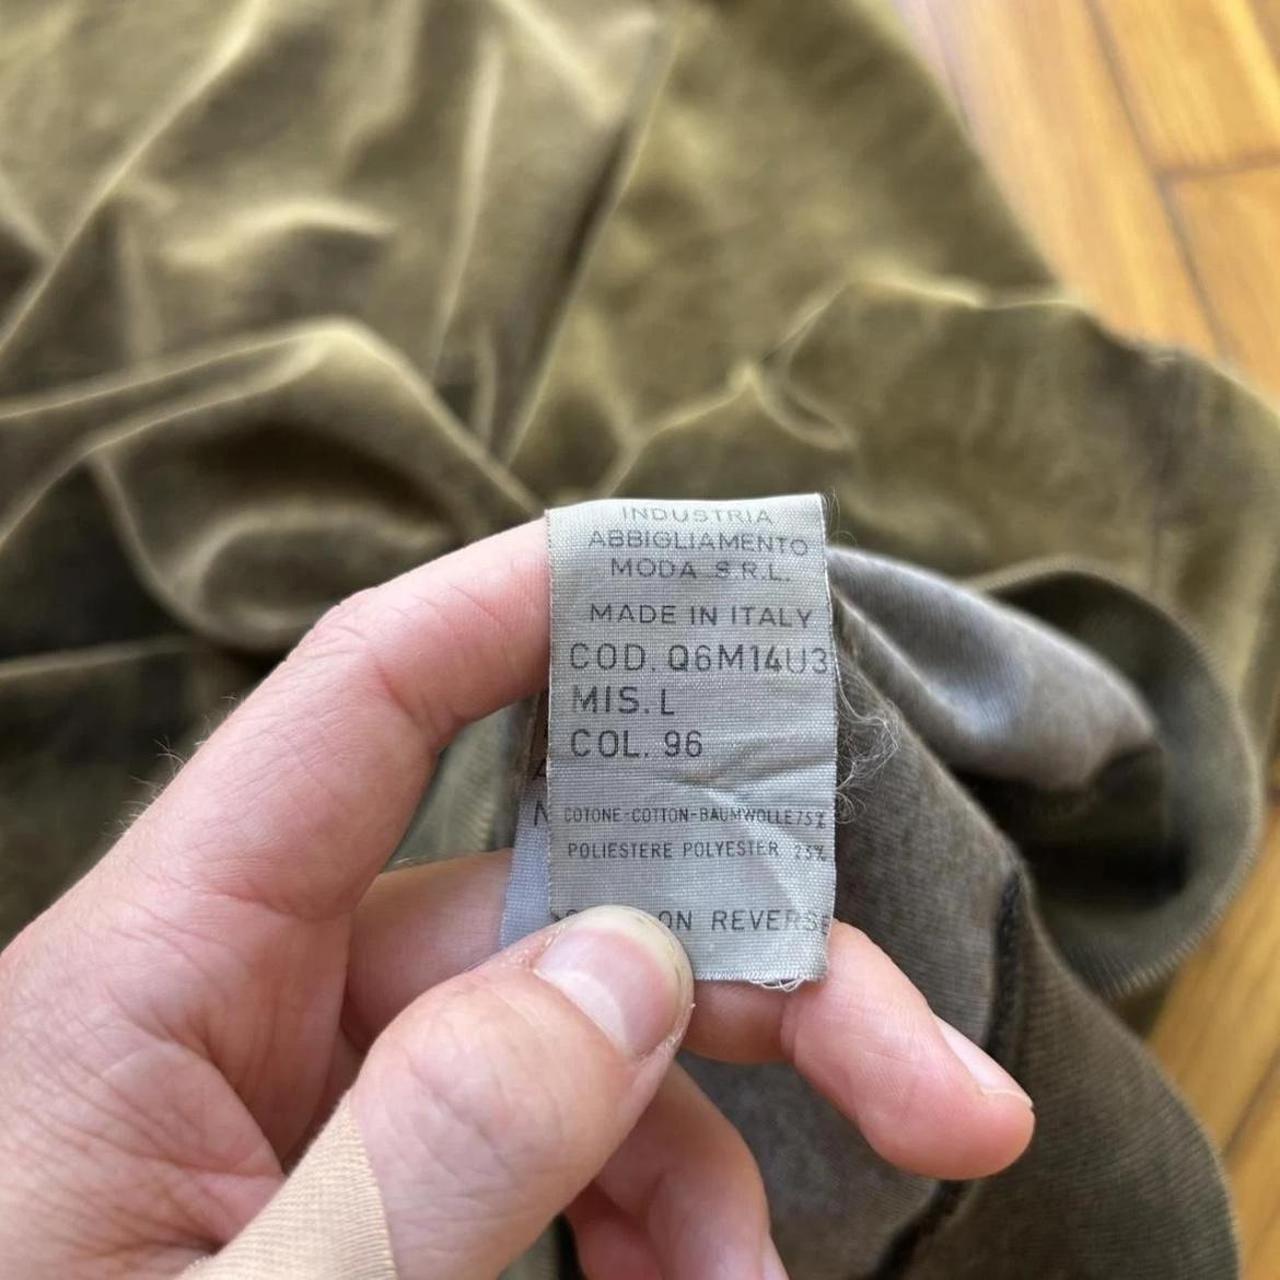 INDUSTRIA
ABBIGLIAMENTO
MODA S.R.L.
MADE IN ITALY
COD. Q6M14U3
MIS. L
COL. 96
COTONE-COTTON-BAUMWOLLE 75%
POLIESTERE POLYESTER 25%
ON REVERSE